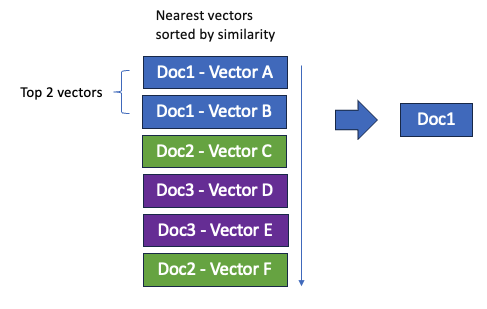 Nearest vectors
sorted by similarity
Top 2 vectors
Doc1 - Vector A
Doc1 - Vector B
Doc2 - Vector C
Doc3 - Vector D
Doc3 - Vector E
Doc2 - Vector F
Doc1